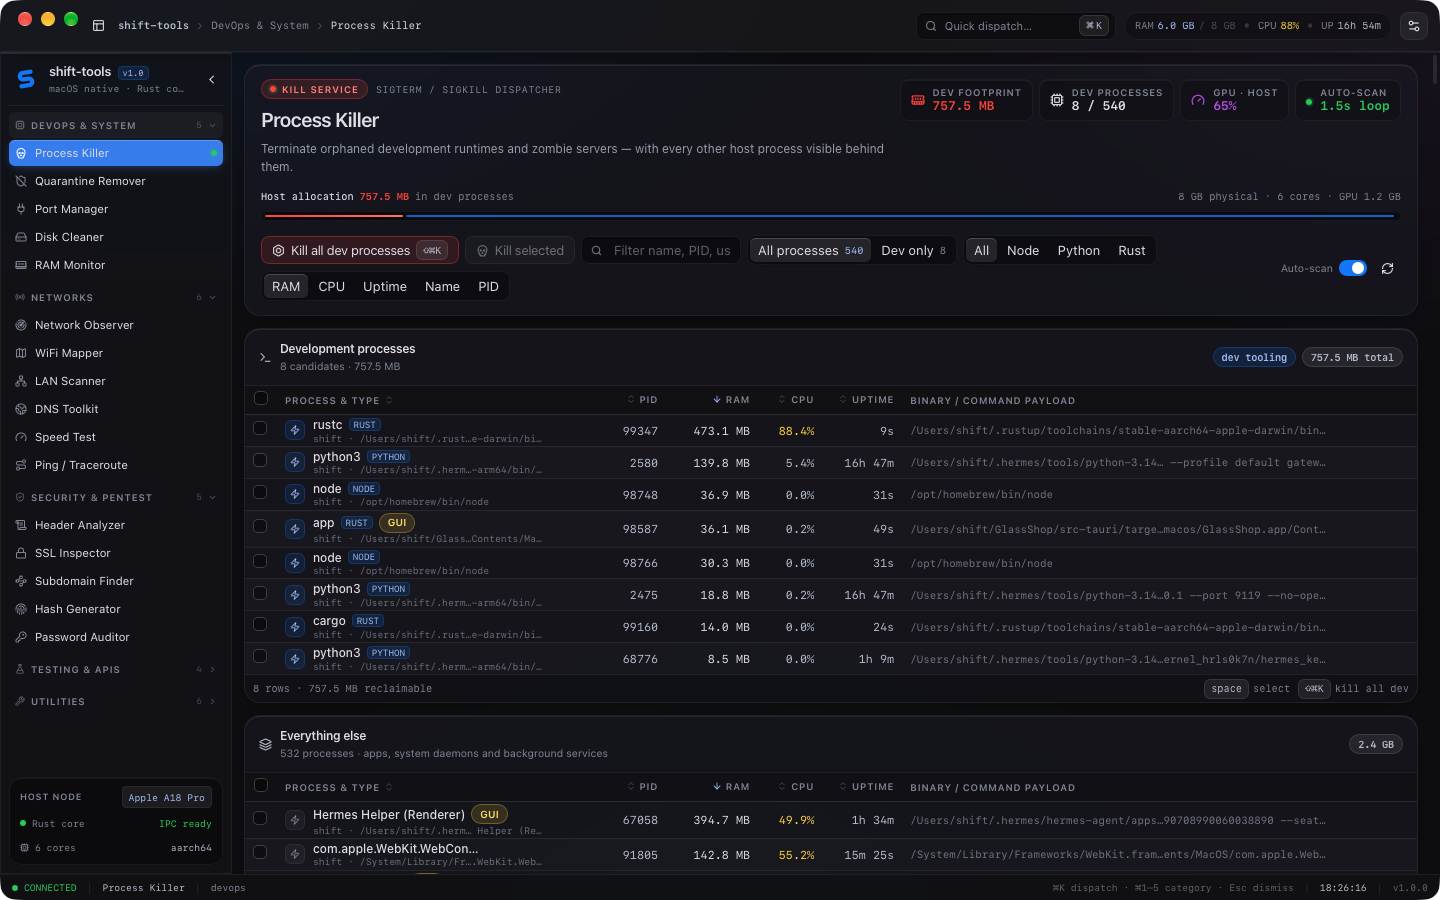 shift-tools › DevOps & System › Process Killer
Quick dispatch... ⌘K
RAM 6.0 GB / 8 GB • CPU 88% • UP 16h 54m
shift-tools v1.0
macOS native · Rust co…
DEVOPS & SYSTEM 5
Process Killer
Quarantine Remover
Port Manager
Disk Cleaner
RAM Monitor
NETWORKS 6
Network Observer
WiFi Mapper
LAN Scanner
DNS Toolkit
Speed Test
Ping / Traceroute
SECURITY & PENTEST 5
Header Analyzer
SSL Inspector
Subdomain Finder
Hash Generator
Password Auditor
TESTING & APIS 4
UTILITIES 6
HOST NODE Apple A18 Pro
Rust core IPC ready
6 cores aarch64
KILL SERVICE SIGTERM / SIGKILL DISPATCHER
Process Killer
Terminate orphaned development runtimes and zombie servers — with every other host process visible behind
them.
DEV FOOTPRINT
757.5 MB
DEV PROCESSES
8 / 540
GPU · HOST
65%
AUTO-SCAN
1.5s loop
Host allocation 757.5 MB in dev processes
8 GB physical · 6 cores · GPU 1.2 GB
Kill all dev processes ⇧⌘K Kill selected Filter name, PID, us All processes 540 Dev only 8 All Node Python Rust
RAM CPU Uptime Name PID
Auto-scan
Development processes
8 candidates · 757.5 MB
dev tooling 757.5 MB total
PROCESS & TYPE PID RAM CPU UPTIME BINARY / COMMAND PAYLOAD
rustc RUST
shift · /Users/shift/.rust…e-darwin/bi…
99347 473.1 MB 88.4% 9s /Users/shift/.rustup/toolchains/stable-aarch64-apple-darwin/bin…
python3 PYTHON
shift · /Users/shift/.herm…-arm64/bin/…
2580 139.8 MB 5.4% 16h 47m /Users/shift/.hermes/tools/python-3.14… --profile default gatew…
node NODE
shift · /opt/homebrew/bin/node
98748 36.9 MB 0.0% 31s /opt/homebrew/bin/node
app RUST GUI
shift · /Users/shift/Glass…Contents/Ma…
98587 36.1 MB 0.2% 49s /Users/shift/GlassShop/src-tauri/targe…macos/GlassShop.app/Cont…
node NODE
shift · /opt/homebrew/bin/node
98766 30.3 MB 0.0% 31s /opt/homebrew/bin/node
python3 PYTHON
shift · /Users/shift/.herm…-arm64/bin/…
2475 18.8 MB 0.2% 16h 47m /Users/shift/.hermes/tools/python-3.14…0.1 --port 9119 --no-ope…
cargo RUST
shift · /Users/shift/.rust…e-darwin/bi…
99160 14.0 MB 0.0% 24s /Users/shift/.rustup/toolchains/stable-aarch64-apple-darwin/bin…
python3 PYTHON
shift · /Users/shift/.herm…-arm64/bin/…
68776 8.5 MB 0.0% 1h 9m /Users/shift/.hermes/tools/python-3.14…ernel_hrls0k7n/hermes_ke…
8 rows · 757.5 MB reclaimable
space select ⇧⌘K kill all dev
Everything else
532 processes · apps, system daemons and background services
2.4 GB
PROCESS & TYPE PID RAM CPU UPTIME BINARY / COMMAND PAYLOAD
Hermes Helper (Renderer) GUI
shift · /Users/shift/.herm… Helper (Re…
67058 394.7 MB 49.9% 1h 34m /Users/shift/.hermes/hermes-agent/apps…90708990060038890 --seat…
com.apple.WebKit.WebCon...
shift · /System/Library/Fr….WebKit.Web…
91805 142.8 MB 55.2% 15m 25s /System/Library/Frameworks/WebKit.fram…ents/MacOS/com.apple.Web…
CONNECTED Process Killer devops
⌘K dispatch · ⌘1–5 category · Esc dismiss 18:26:16 v1.0.0